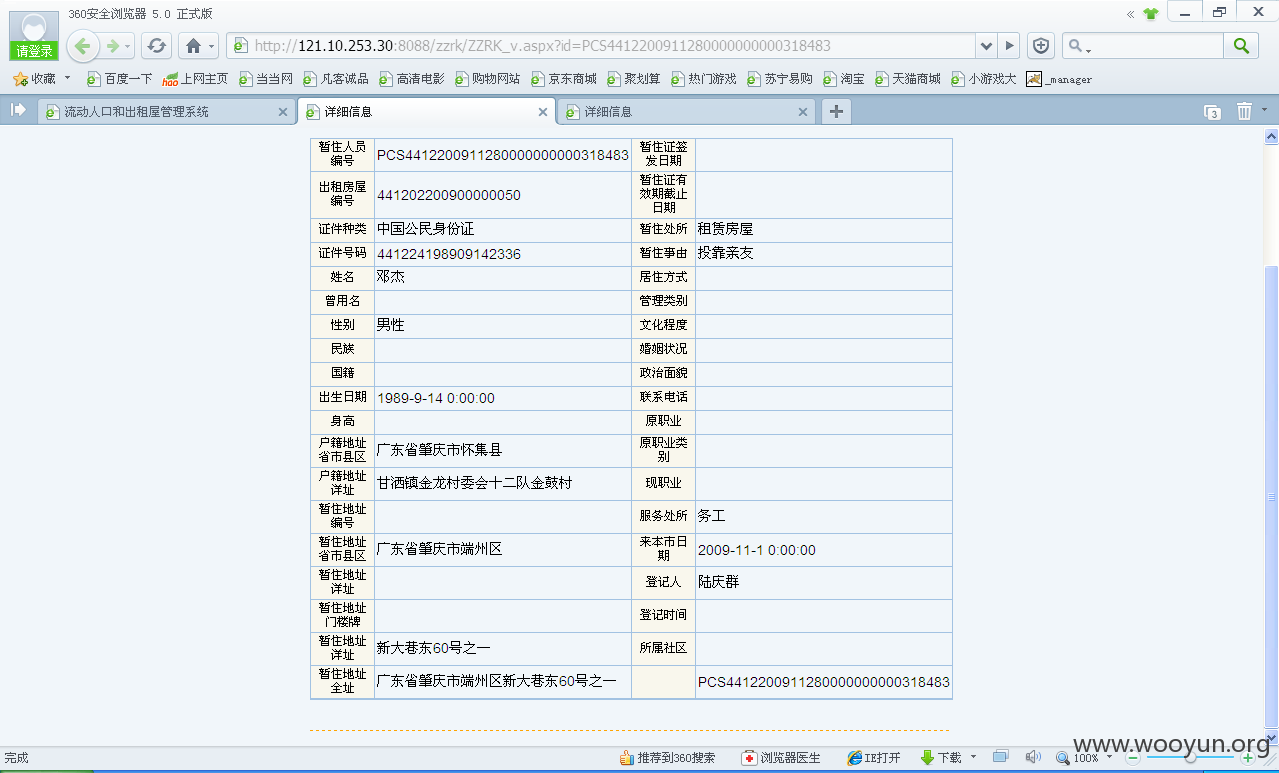 360安全浏览器 5.0 正式版
请登录
http://121.10.253.30:8088/zzrk/ZZRK_v.aspx?id=PCS4412200911280000000000318483
收藏 百度一下 上网主页 当当网 凡客诚品 高清电影 购物网站 京东商城 聚划算 热门游戏 苏宁易购 淘宝 天猫商城 小游戏大 _manager
流动人口和出租屋管理系统 详细信息 详细信息 3
暂住人员编号 PCS4412200911280000000000318483 暂住证签发日期
出租房屋编号 441202200900000050 暂住证有效期截止日期
证件种类 中国公民身份证 暂住处所 租赁房屋
证件号码 441224198909142336 暂住事由 投靠亲友
姓名 邓杰 居住方式
曾用名 管理类别
性别 男性 文化程度
民族 婚姻状况
国籍 政治面貌
出生日期 1989-9-14 0:00:00 联系电话
身高 原职业
户籍地址省市县区 广东省肇庆市怀集县 原职业类别
户籍地址详址 甘洒镇金龙村委会十二队金鼓村 现职业
暂住地址编号 服务处所 务工
暂住地址省市县区 广东省肇庆市端州区 来本市日期 2009-11-1 0:00:00
暂住地址详址 登记人 陆庆群
暂住地址门楼牌 登记时间
暂住地址详址 新大巷东60号之一 所属社区
暂住地址全址 广东省肇庆市端州区新大巷东60号之一 PCS4412200911280000000000318483
www.wooyun.org
完成 推荐到360搜藏 浏览器医生 IE打开 下载 100%